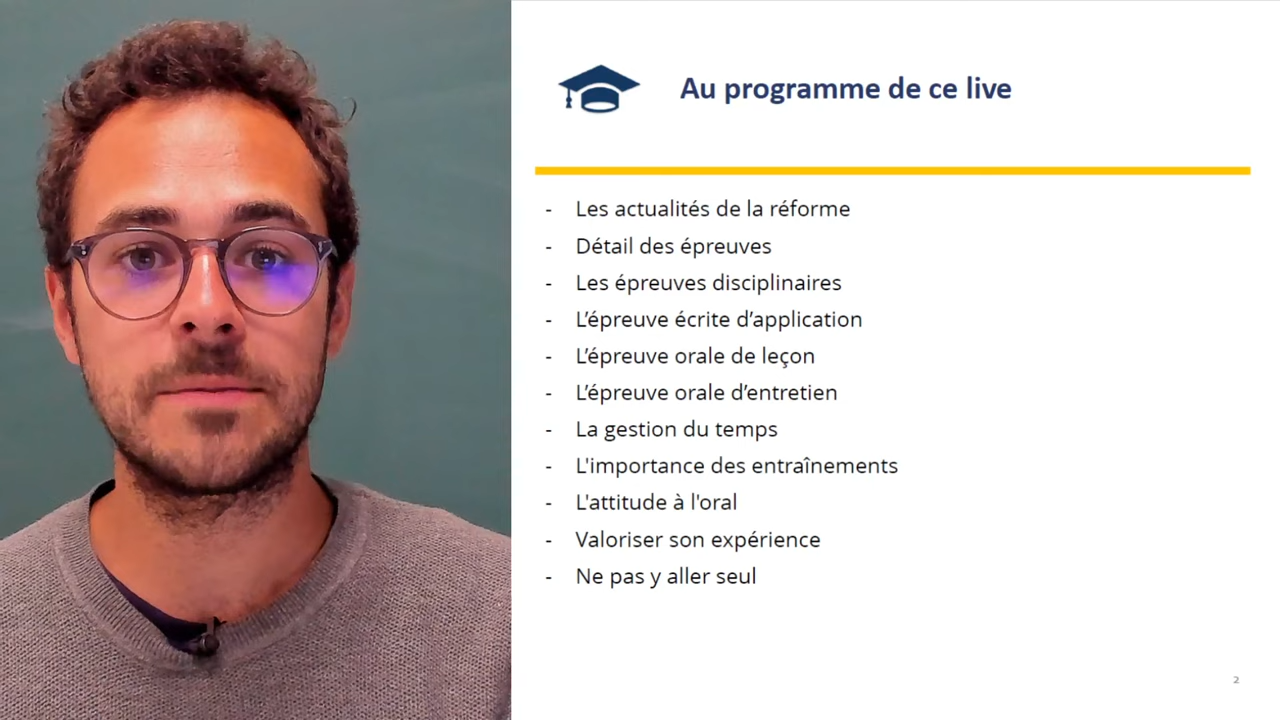 Au programme de ce live
- Les actualités de la réforme
- Détail des épreuves
- Les épreuves disciplinaires
- L’épreuve écrite d’application
- L’épreuve orale de leçon
- L’épreuve orale d’entretien
- La gestion du temps
- L'importance des entraînements
- L'attitude à l'oral
- Valoriser son expérience
- Ne pas y aller seul
2